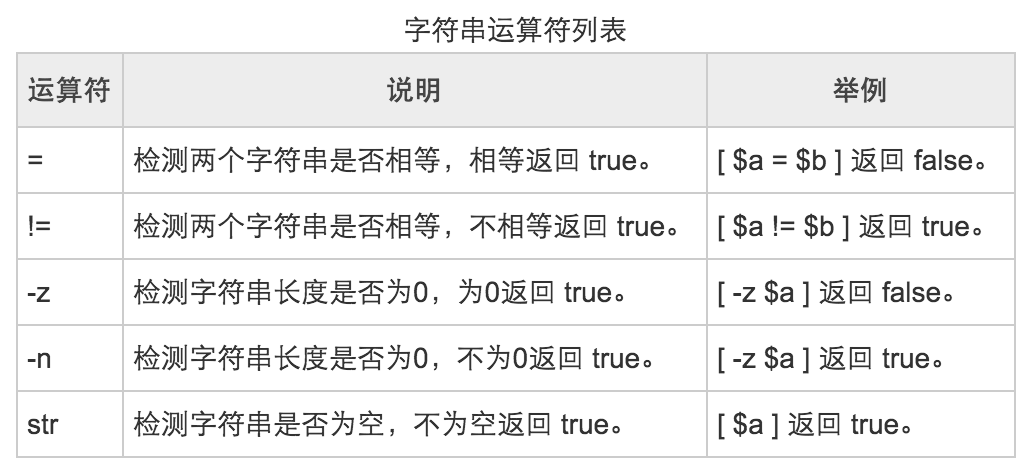 字符串运算符列表
运算符 说明 举例
= 检测两个字符串是否相等，相等返回 true。 [ $a = $b ] 返回 false。
!= 检测两个字符串是否相等，不相等返回 true。 [ $a != $b ] 返回 true。
-z 检测字符串长度是否为0，为0返回 true。 [ -z $a ] 返回 false。
-n 检测字符串长度是否为0，不为0返回 true。 [ -z $a ] 返回 true。
str 检测字符串是否为空，不为空返回 true。 [ $a ] 返回 true。